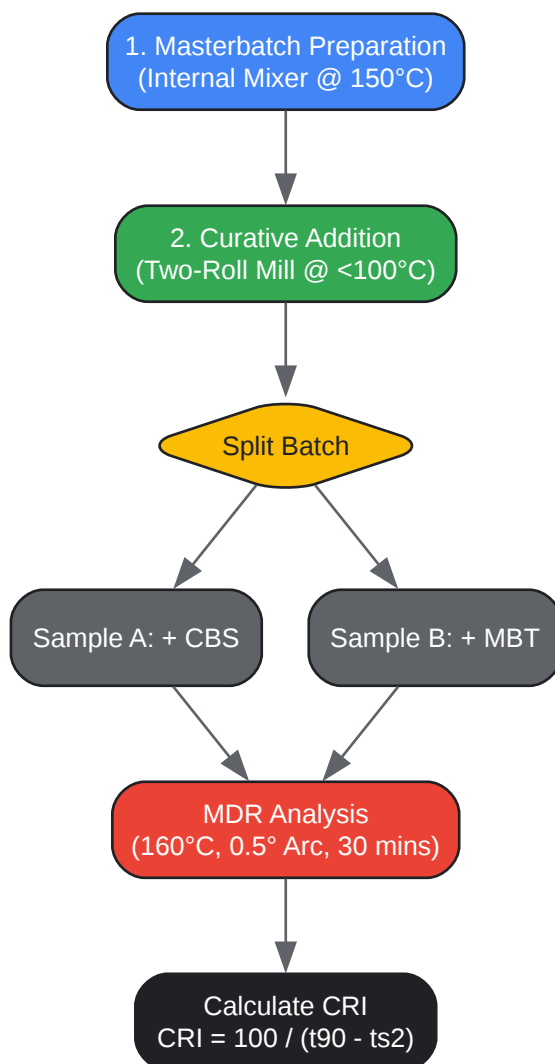 1. Masterbatch Preparation
(Internal Mixer @ 150°C)
2. Curative Addition
(Two-Roll Mill @ <100°C)
Split Batch
Sample A: + CBS
Sample B: + MBT
MDR Analysis
(160°C, 0.5° Arc, 30 mins)
Calculate CRI
CRI = 100 / (t90 - ts2)